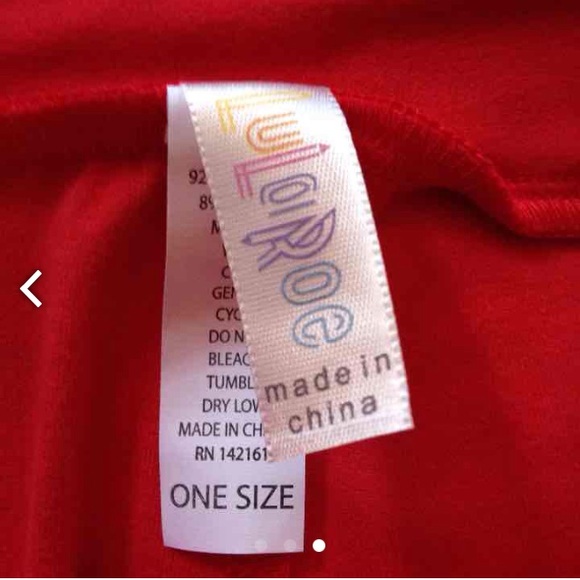 LuLaRoe
made in
china
92
89
GEN
CYC
DO N
BLEAC
TUMBL
DRY LOW
MADE IN CH
RN 142161
ONE SIZE